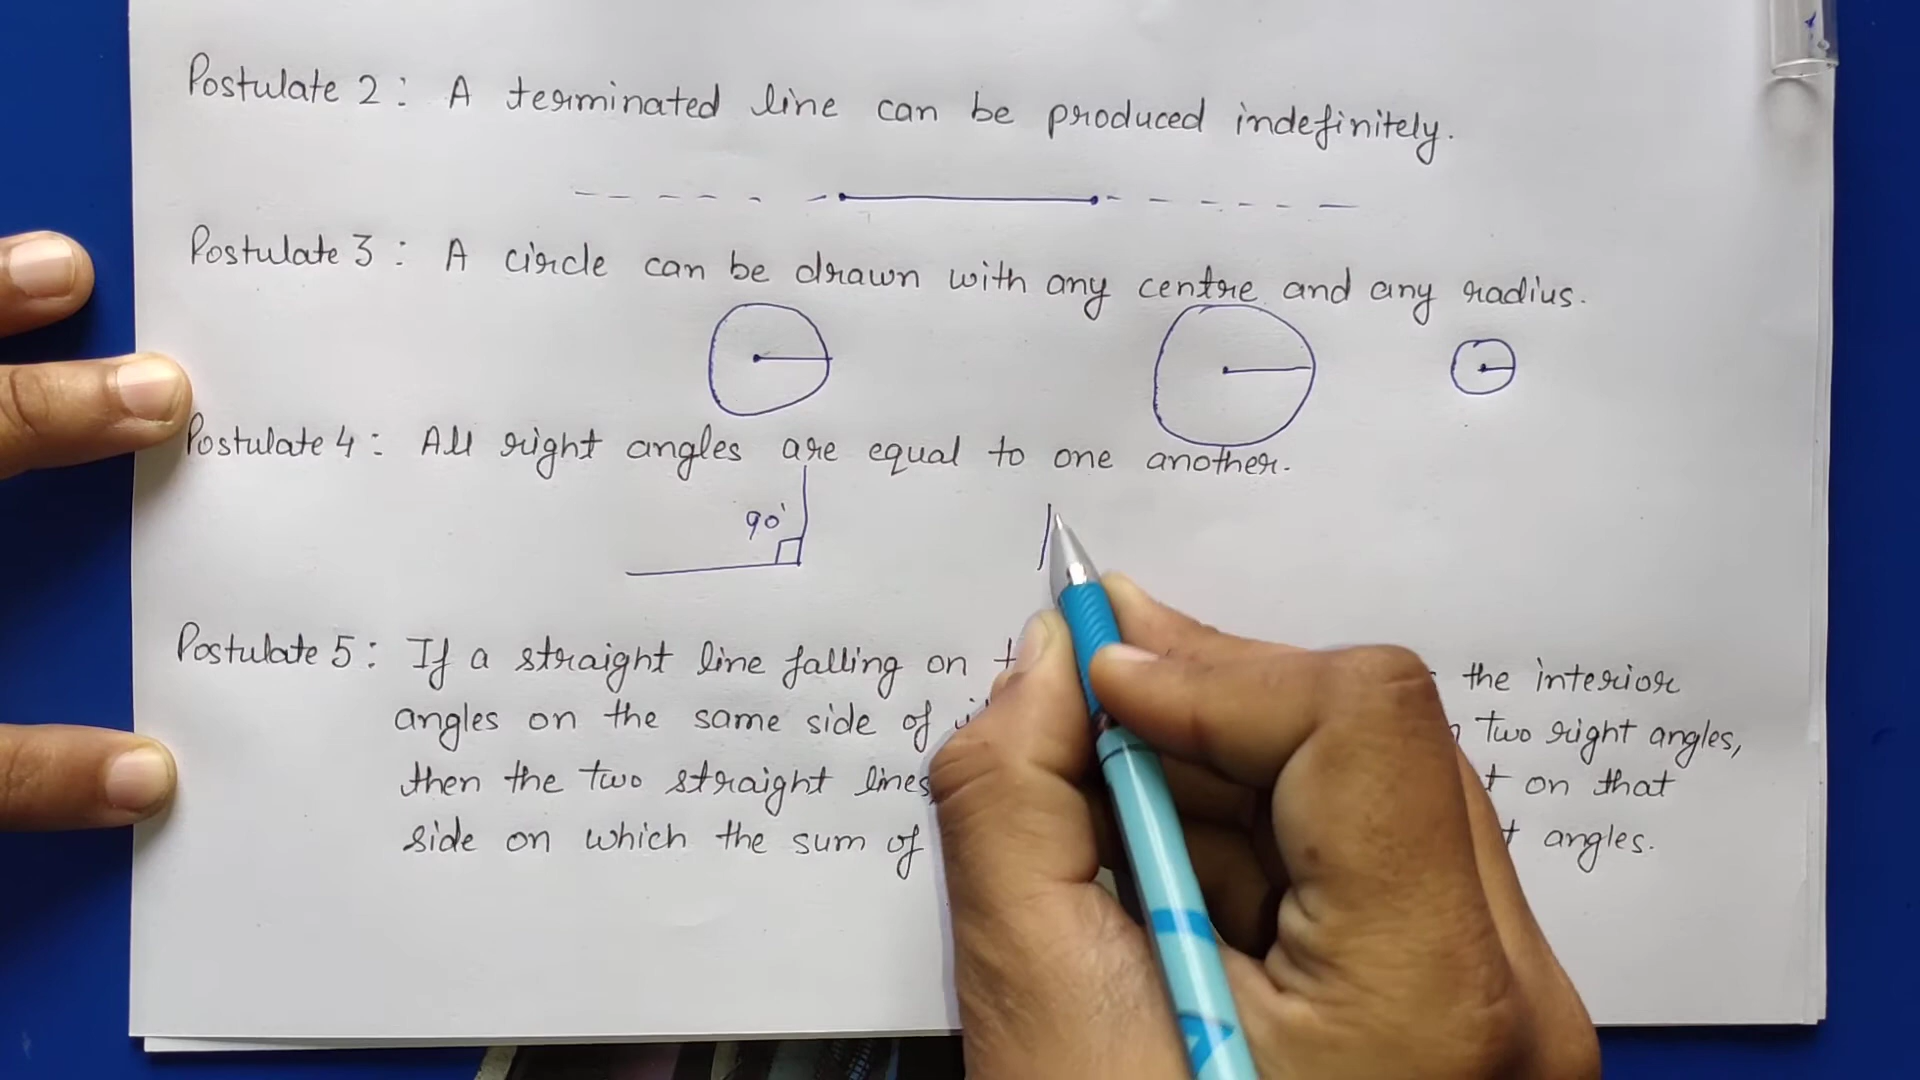 Postulate 2: A terminated line can be produced indefinitely.
Postulate 3: A circle can be drawn with any centre and any radius.
Postulate 4: All right angles are equal to one another.
90°
Postulate 5: If a straight line falling on the interior
angles on the same side of two right angles,
then the two straight lines, on that
side on which the sum of angles.